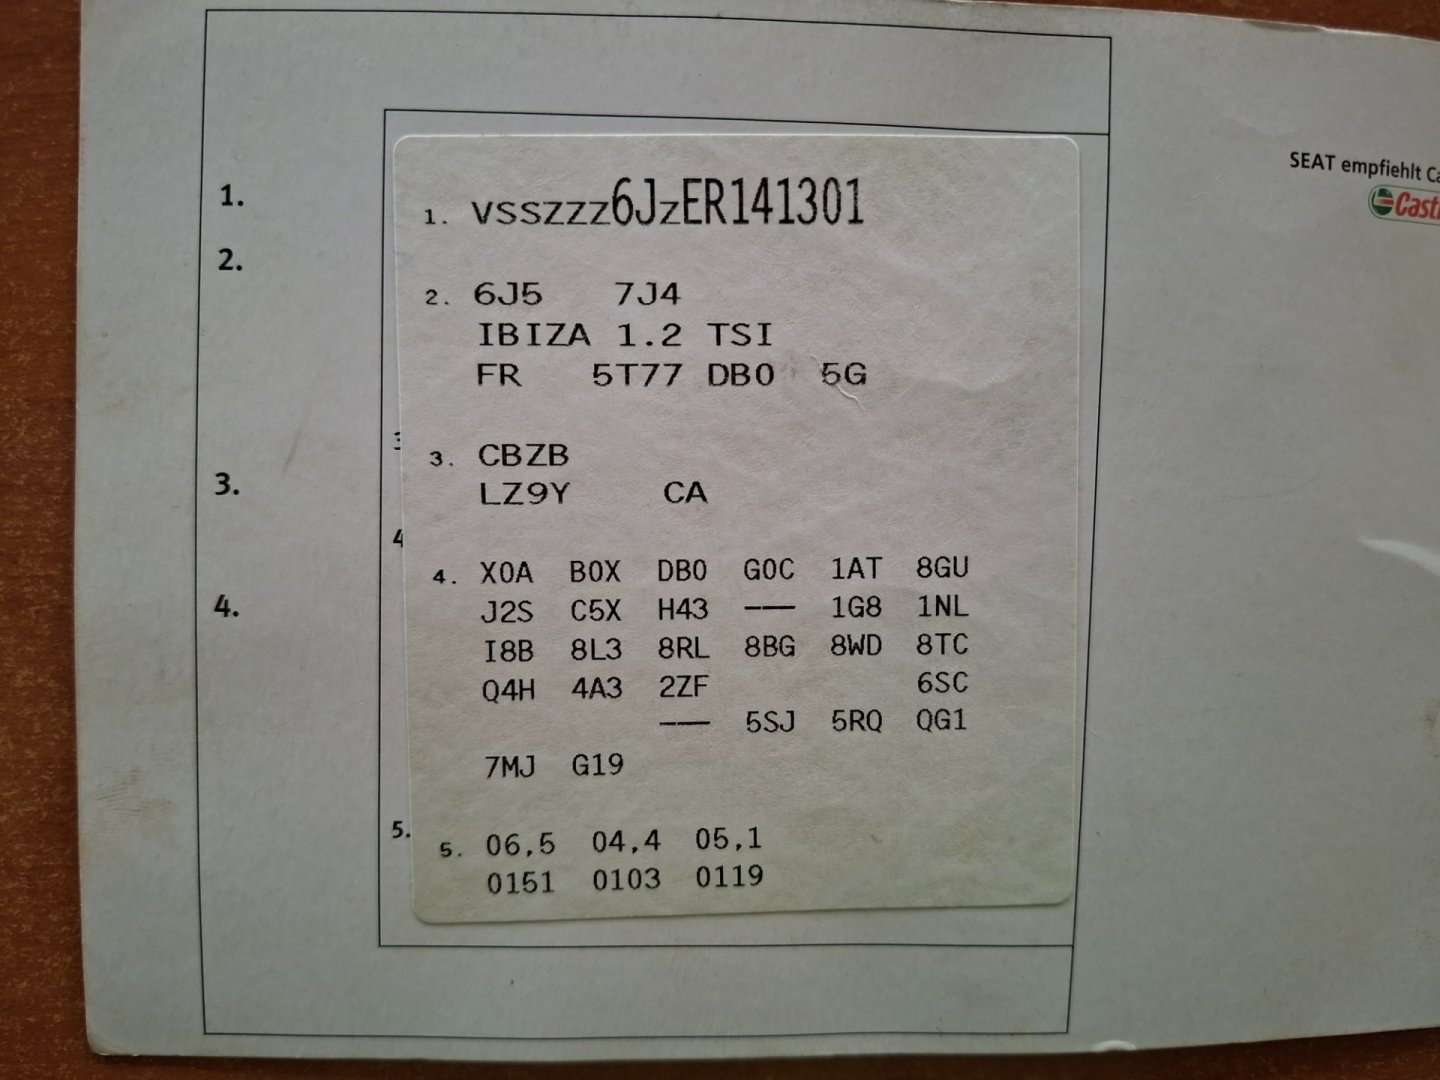 SEAT empfiehlt
1.
2.
3.
4.
1. VSSZZZ6JZER141301
2. 6J5 7J4
IBIZA 1.2 TSI
FR 5T77 DB0 5G
3. CBZB
LZ9Y CA
4. X0A B0X DB0 G0C 1AT 8GU
J2S C5X H43 --- 1G8 1NL
I8B 8L3 8RL 8BG 8WD 8TC
Q4H 4A3 2ZF 6SC
--- 5SJ 5RQ QG1
7MJ G19
5.
5. 06,5 04,4 05,1
0151 0103 0119